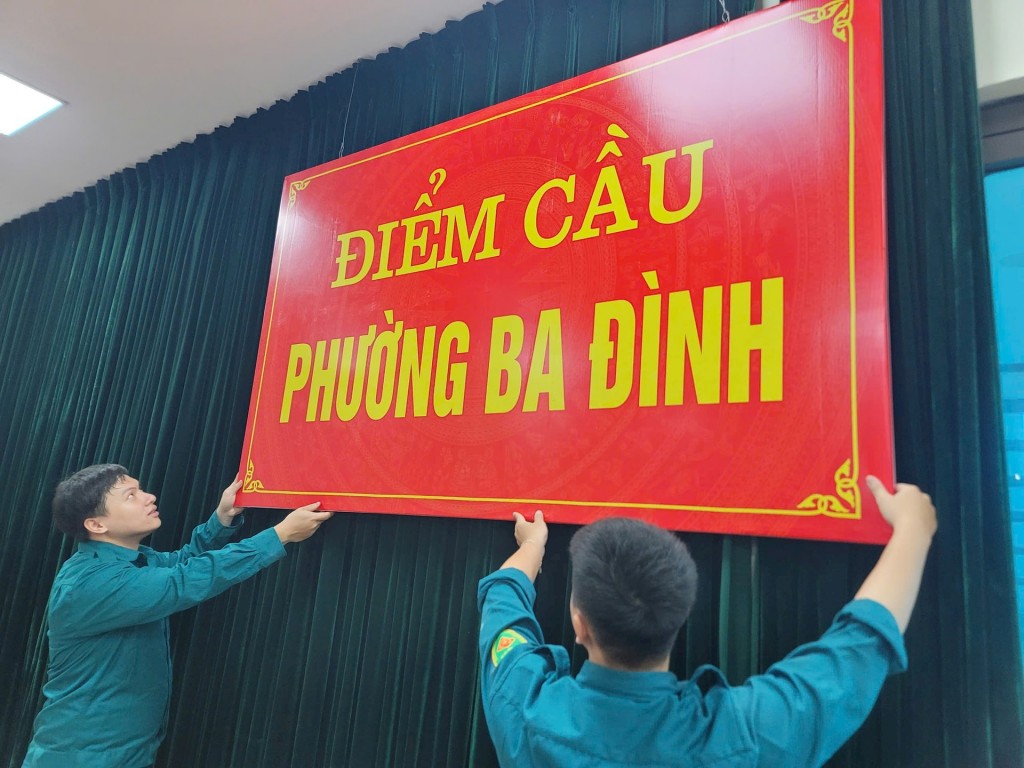 ĐIỂM CẦU
PHƯỜNG BA ĐÌNH